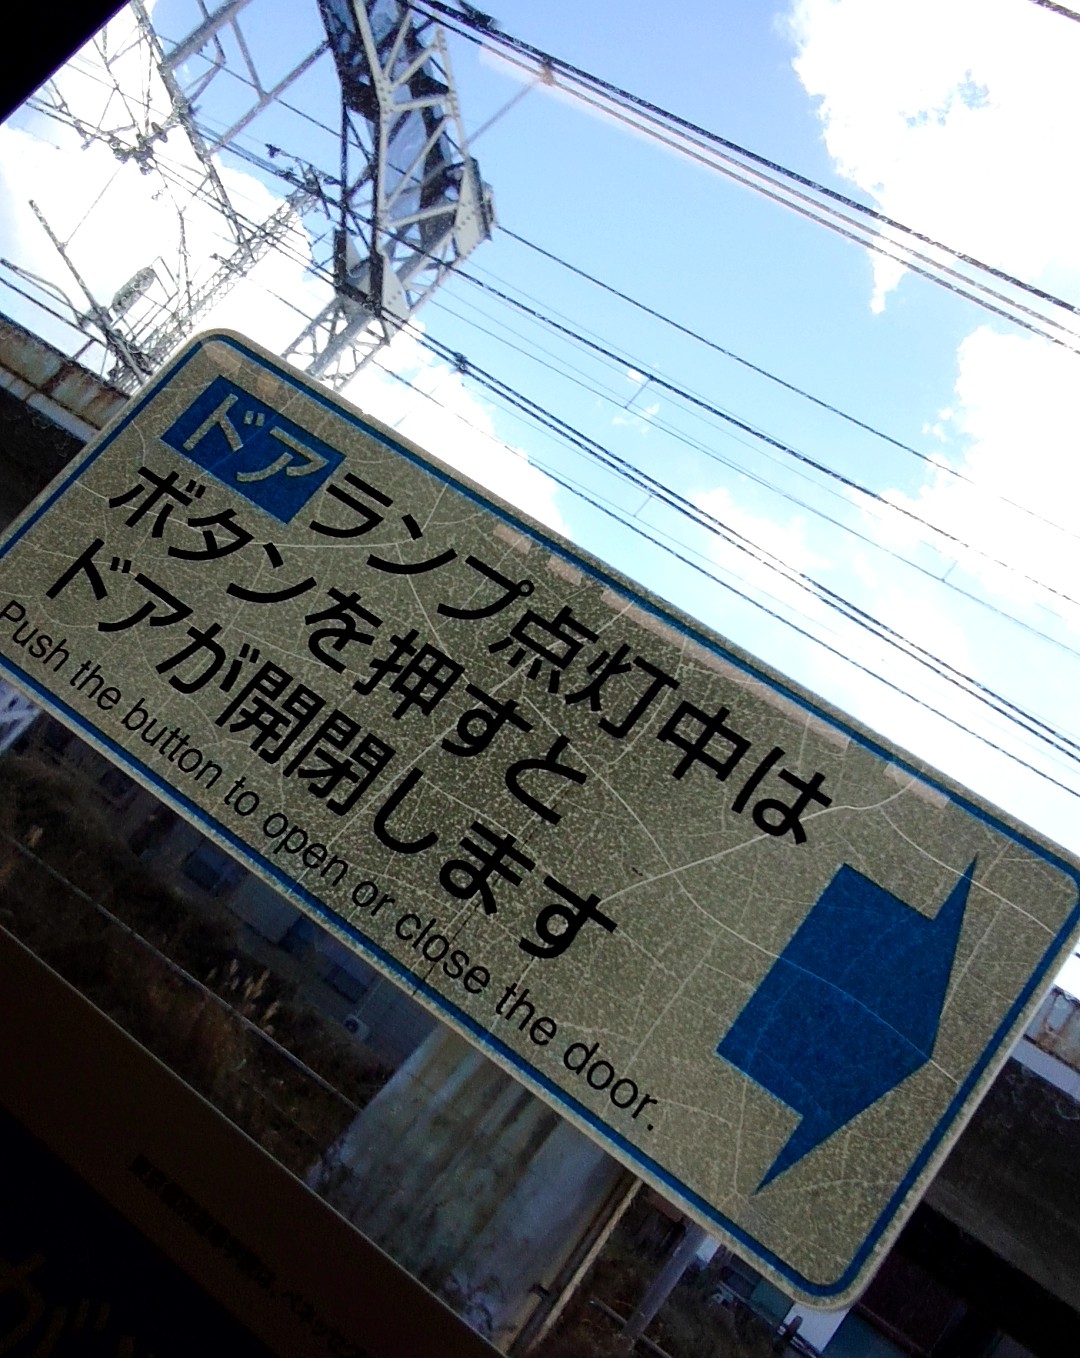 ドアランプ点灯中は
ボタンを押すと
ドアが開閉します
Push the button to open or close the door.